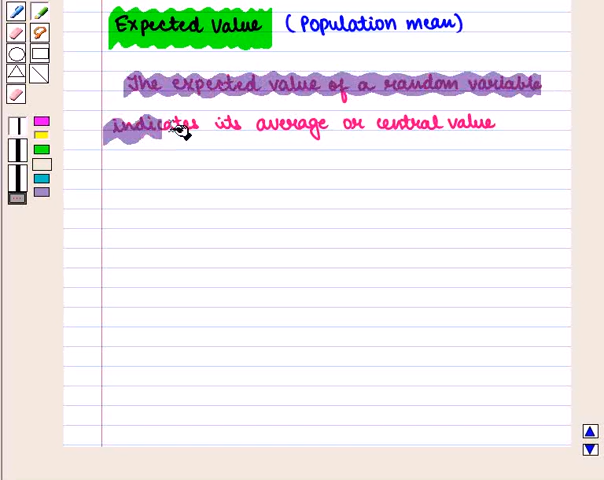 Expected Value (Population mean)
The expected value of a random variable
indicates its average or central value